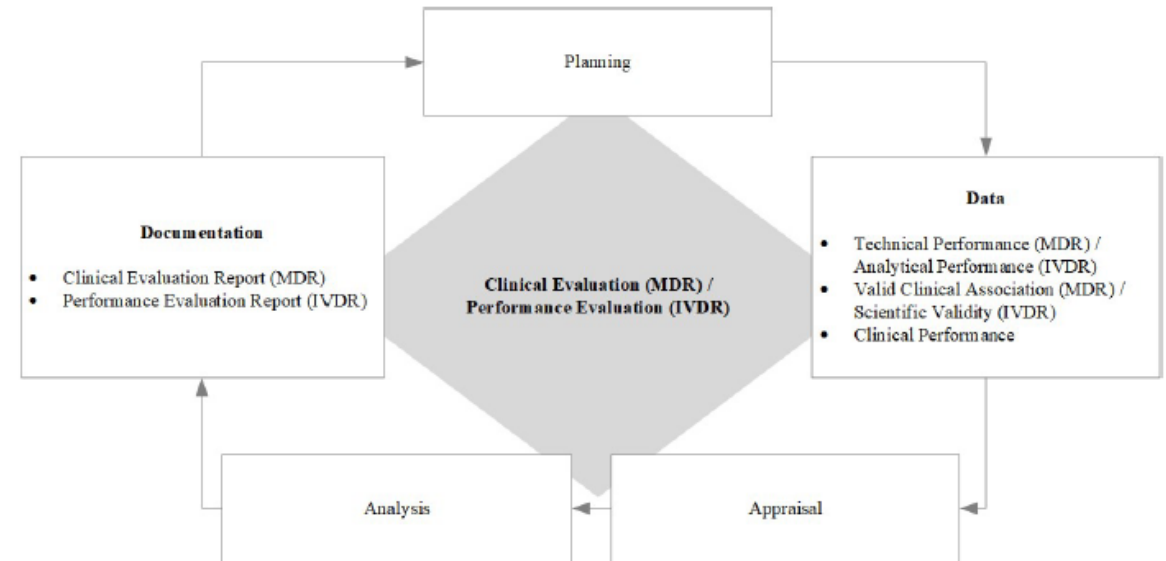 Planning
Documentation
• Clinical Evaluation Report (MDR)
• Performance Evaluation Report (IVDR)
Clinical Evaluation (MDR) /
Performance Evaluation (IVDR)
Data
• Technical Performance (MDR) /
Analytical Performance (IVDR)
• Valid Clinical Association (MDR) /
Scientific Validity (IVDR)
• Clinical Performance
Analysis
Appraisal